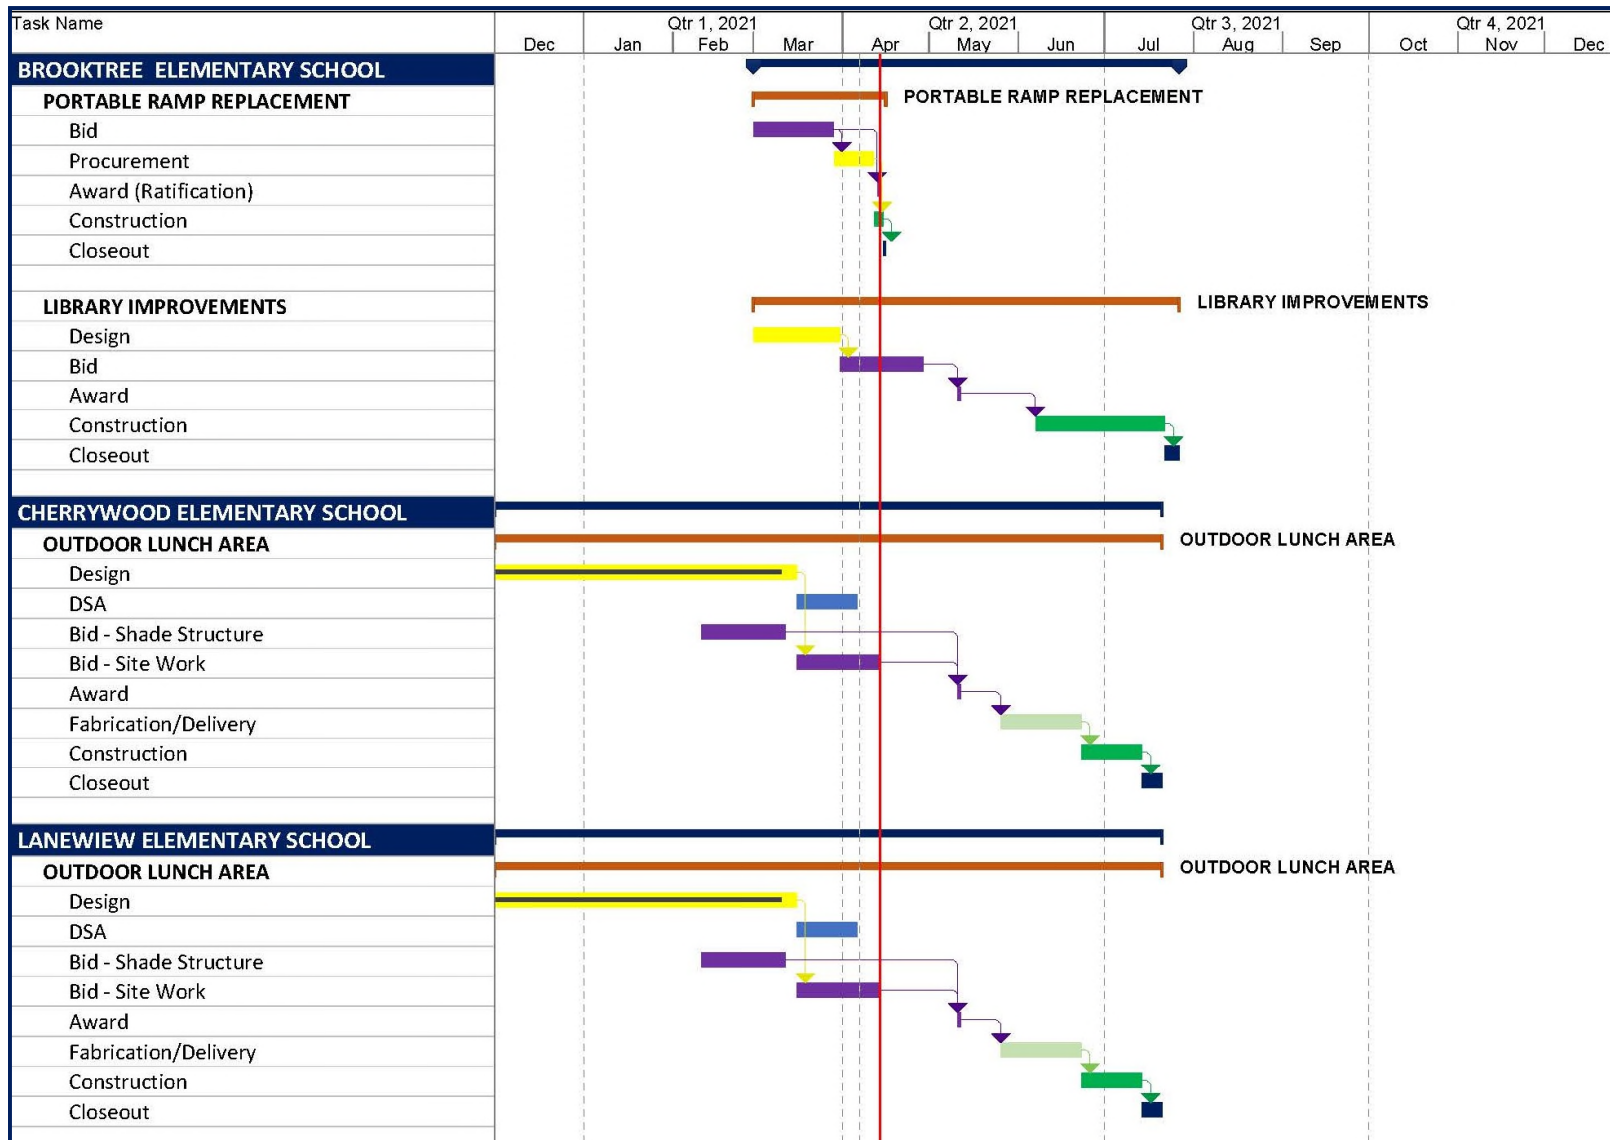 Task Name
Qtr 1, 2021 Qtr 2, 2021 Qtr 3, 2021 Qtr 4, 2021
Dec Jan Feb Mar Apr May Jun Jul Aug Sep Oct Nov Dec
BROOKTREE ELEMENTARY SCHOOL
PORTABLE RAMP REPLACEMENT PORTABLE RAMP REPLACEMENT
Bid
Procurement
Award (Ratification)
Construction
Closeout
LIBRARY IMPROVEMENTS LIBRARY IMPROVEMENTS
Design
Bid
Award
Construction
Closeout
CHERRYWOOD ELEMENTARY SCHOOL
OUTDOOR LUNCH AREA OUTDOOR LUNCH AREA
Design
DSA
Bid - Shade Structure
Bid - Site Work
Award
Fabrication/Delivery
Construction
Closeout
LANEWIEW ELEMENTARY SCHOOL
OUTDOOR LUNCH AREA OUTDOOR LUNCH AREA
Design
DSA
Bid - Shade Structure
Bid - Site Work
Award
Fabrication/Delivery
Construction
Closeout